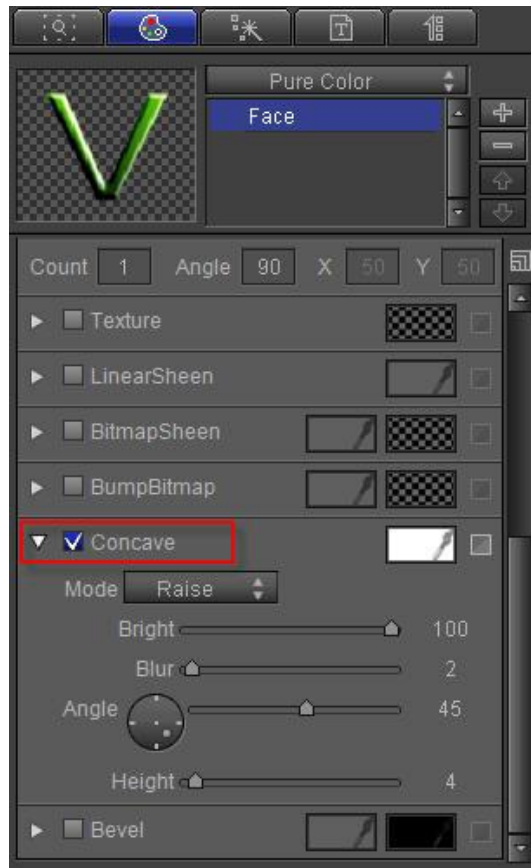 Pure Color
Face
Count 1 Angle 90 X 50 Y 50
Texture
LinearSheen
BitmapSheen
BumpBitmap
Concave
Mode Raise
Bright 100
Blur 2
Angle 45
Height 4
Bevel